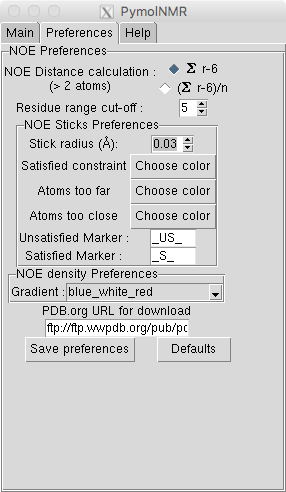 PymolNMR
Main Preferences Help
NOE Preferences
NOE Distance calculation :
(> 2 atoms)
Σ r-6
(Σ r-6)/n
Residue range cut-off : 5
NOE Sticks Preferences
Stick radius (Å): 0.03
Satisfied constraint Choose color
Atoms too far Choose color
Atoms too close Choose color
Unsatisfied Marker : _US_
Satisfied Marker : _S_
NOE density Preferences
Gradient : blue_white_red
PDB.org URL for download
ftp://ftp.wwpdb.org/pub/pc
Save preferences Defaults